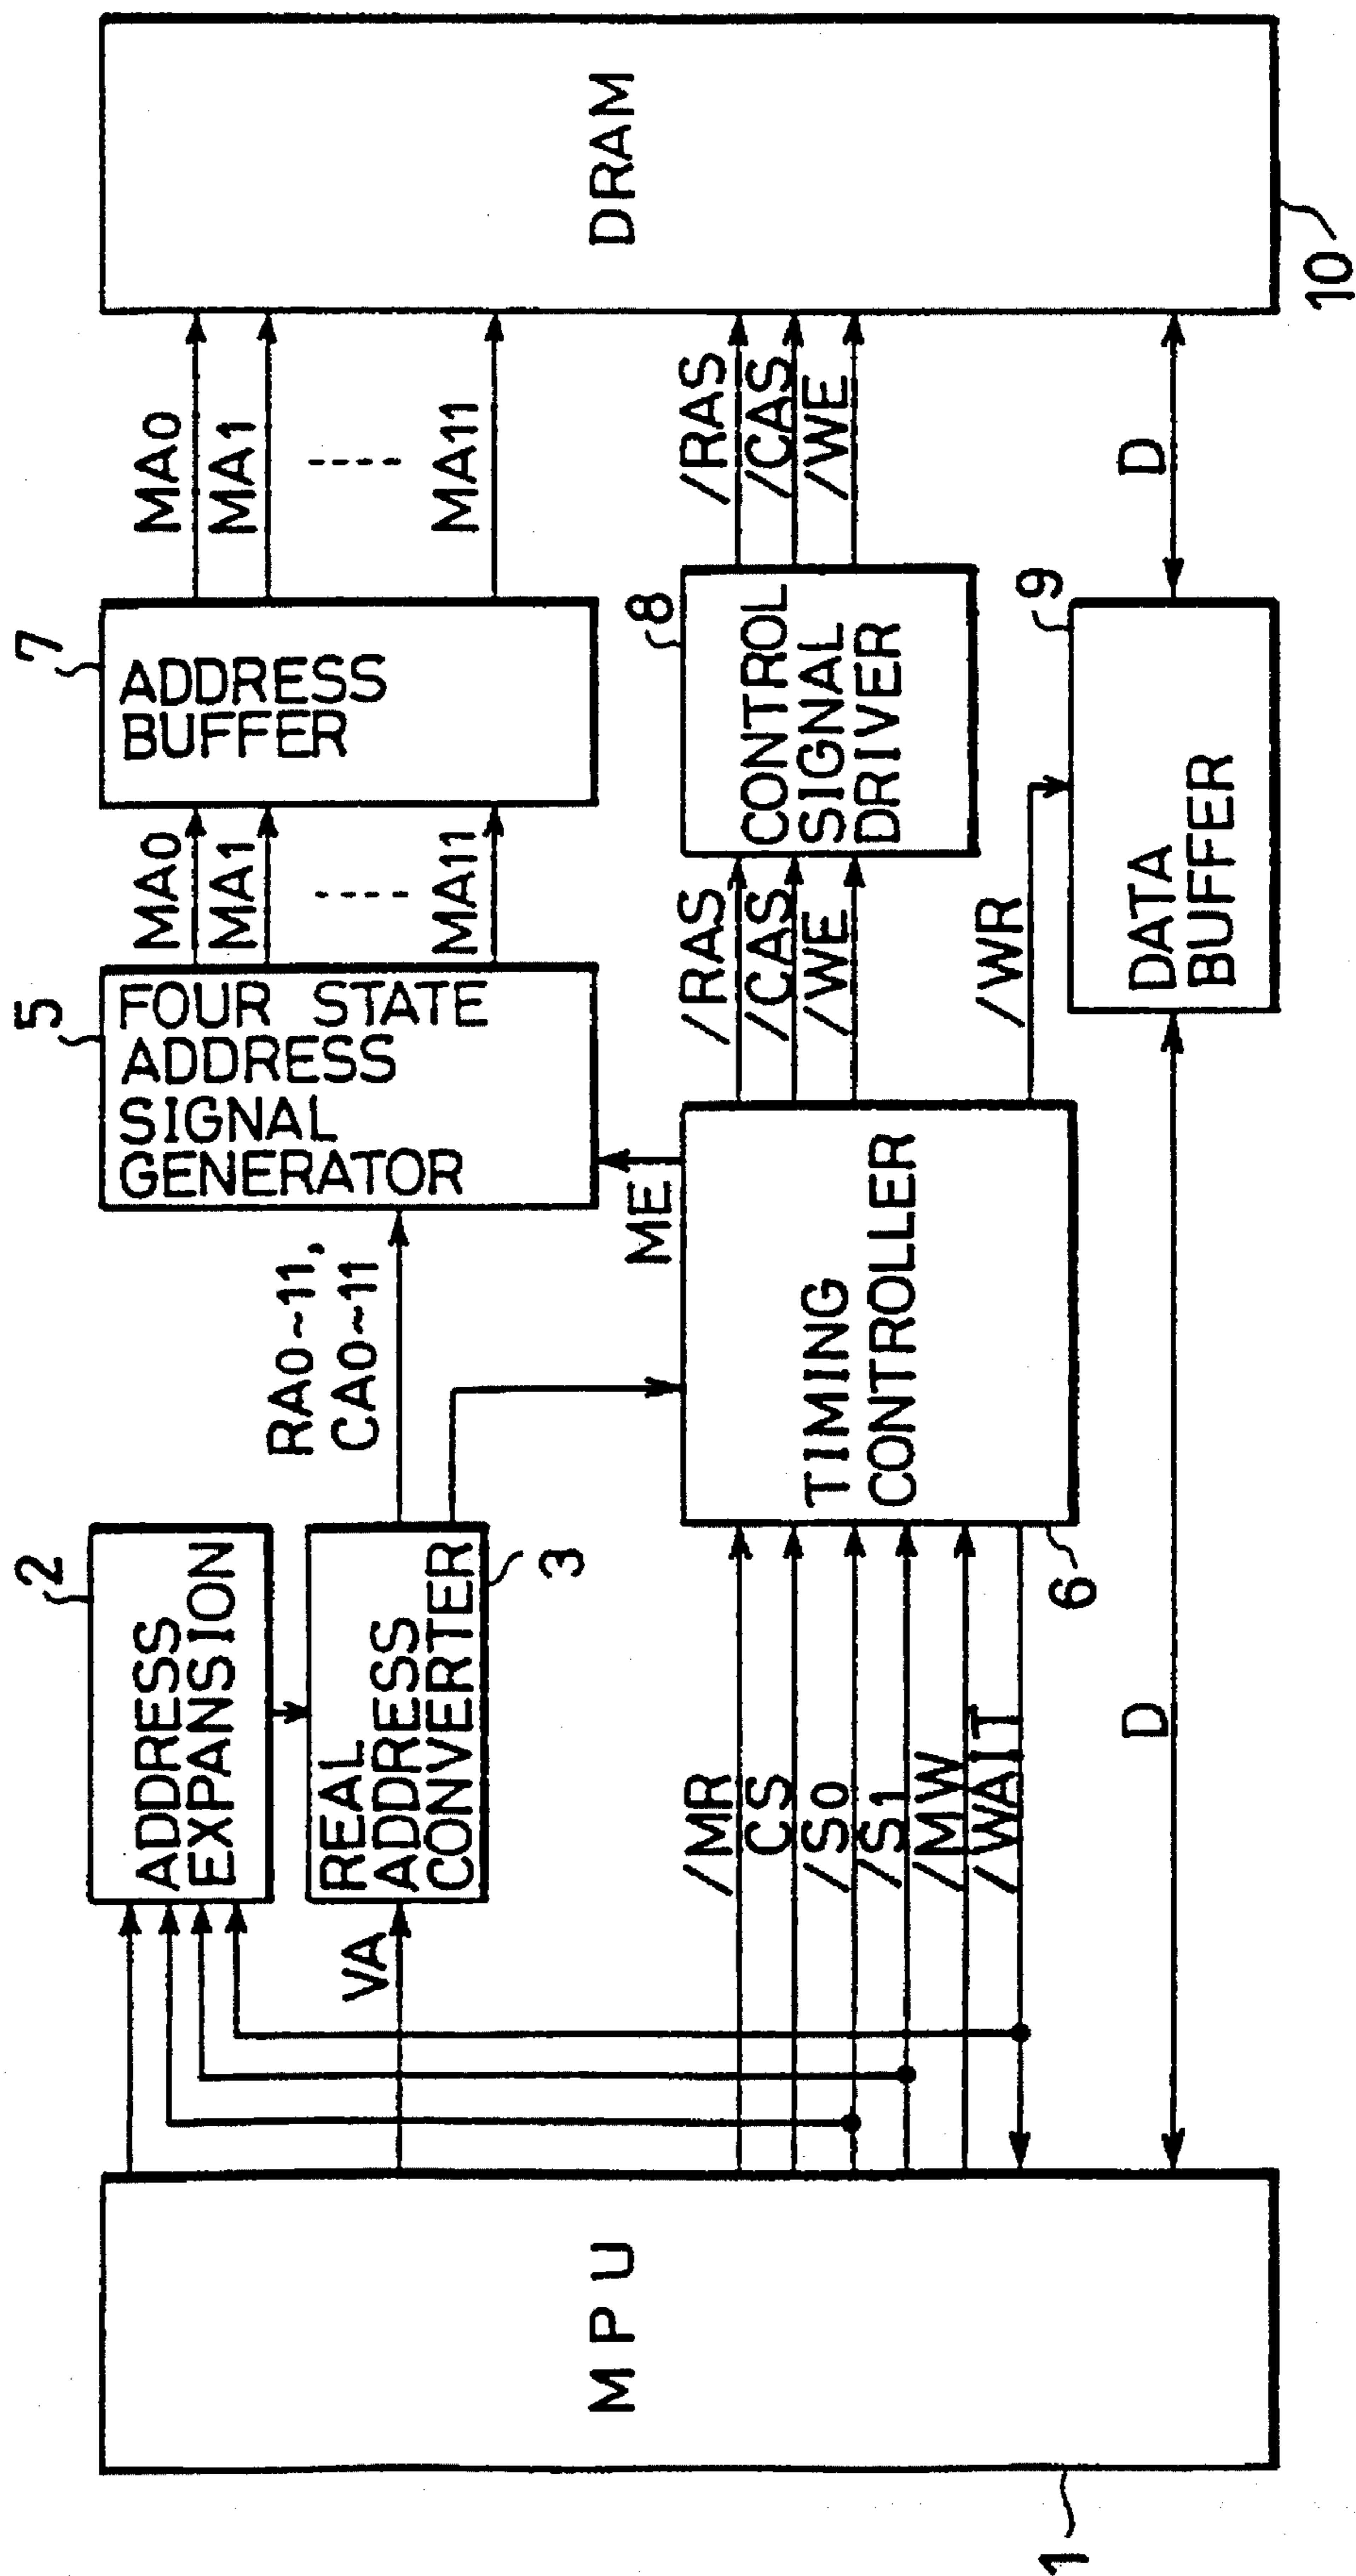 1
MPU
2
ADDRESS
EXPANSION
REAL
ADDRESS
CONVERTER
3
VA
/MR
CS
/S0
/S1
/MW
/WAIT
D
RA0~11,
CA0~11
5
FOUR STATE
ADDRESS
SIGNAL
GENERATOR
ME
TIMING
CONTROLLER
6
MA0
MA1
-----
MA11
/RAS
/CAS
/WE
/WR
7
ADDRESS
BUFFER
8
CONTROL
SIGNAL
DRIVER
9
DATA
BUFFER
MA0
MA1
-----
MA11
/RAS
/CAS
/WE
D
DRAM
10